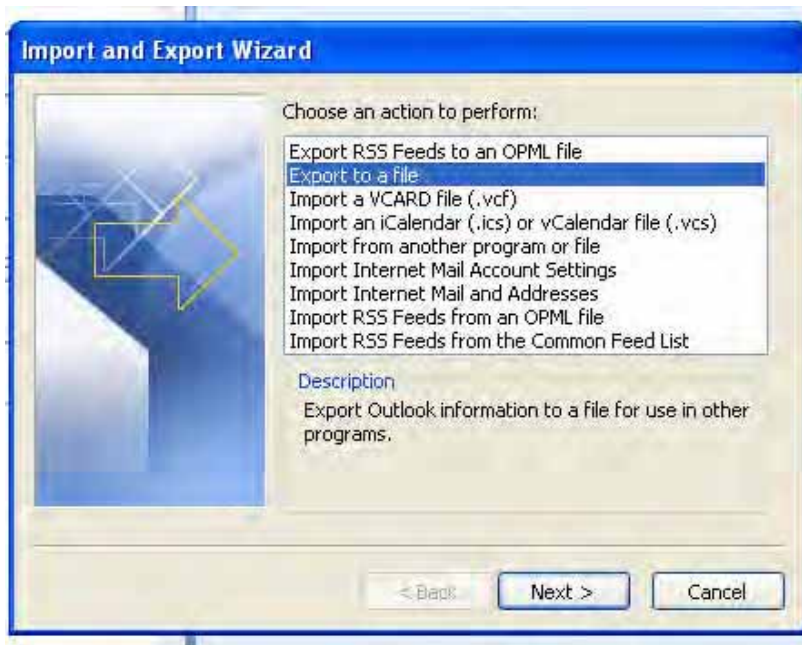 Import and Export Wizard
Choose an action to perform:
Export RSS Feeds to an OPML file
Export to a file
Import a VCARD file (.vcf)
Import an iCalendar (.ics) or vCalendar file (.vcs)
Import from another program or file
Import Internet Mail Account Settings
Import Internet Mail and Addresses
Import RSS Feeds from an OPML file
Import RSS Feeds from the Common Feed List
Description
Export Outlook information to a file for use in other
programs.
< Back Next > Cancel